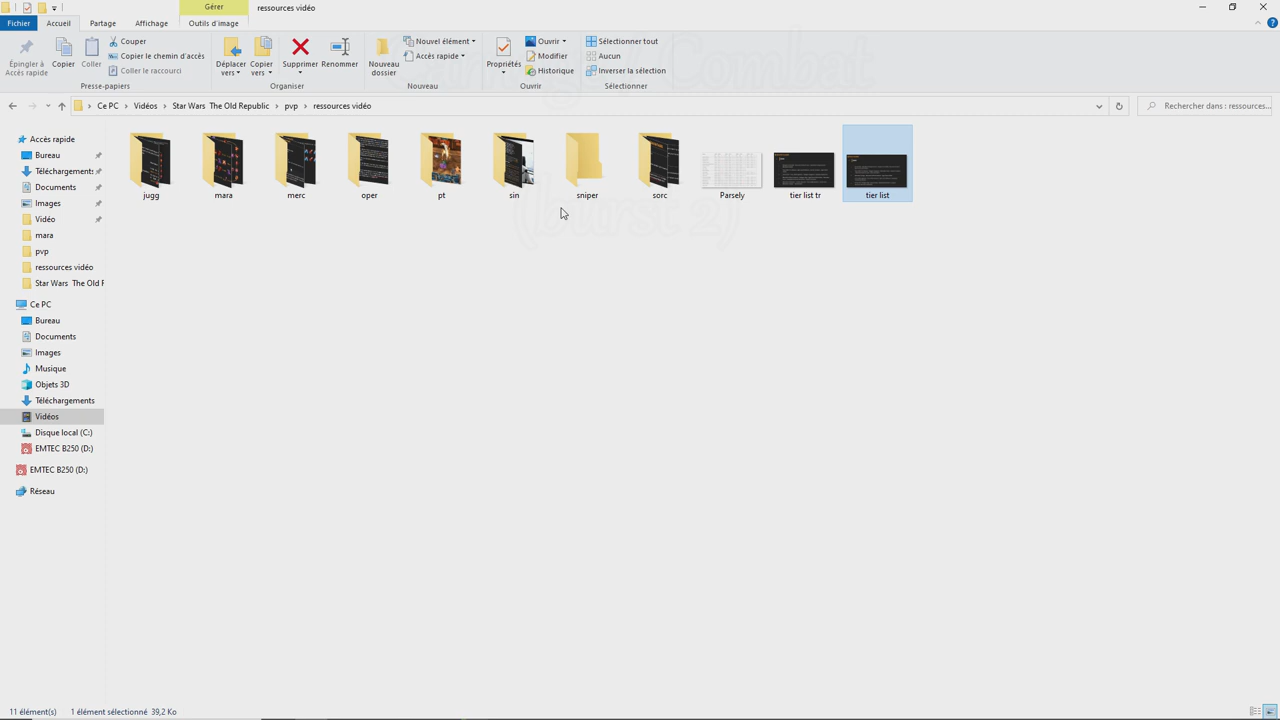 Gérer
ressources vidéo
Fichier
Accueil
Partage
Affichage
Outils d'image
Épingler à
Accès rapide
Copier
Coller
Couper
Copier le chemin d'accès
Coller le raccourci
Presse-papiers
Déplacer
vers
Copier
vers
Supprimer
Renommer
Organiser
Nouveau
dossier
Nouvel élément
Accès rapide
Nouveau
Propriétés
Ouvrir
Modifier
Historique
Ouvrir
Sélectionner tout
Aucun
Inverser la sélection
Sélectionner
Combat
Ce PC
Vidéos
Star Wars The Old Republic
pvp
ressources vidéo
Rechercher dans : ressources...
Accès rapide
Bureau
Téléchargements
Documents
Images
Vidéo
mara
pvp
ressources vidéo
Star Wars The Old R
Ce PC
Bureau
Documents
Images
Musique
Objets 3D
Téléchargements
Vidéos
Disque local (C:)
EMTEC B250 (D:)
EMTEC B250 (D:)
Réseau
jugg
mara
merc
oper
pt
sin
sniper
sorc
Parsely
tier list tr
tier list
(burst 2)
11 élément(s)
1 élément sélectionné 39,2 Ko